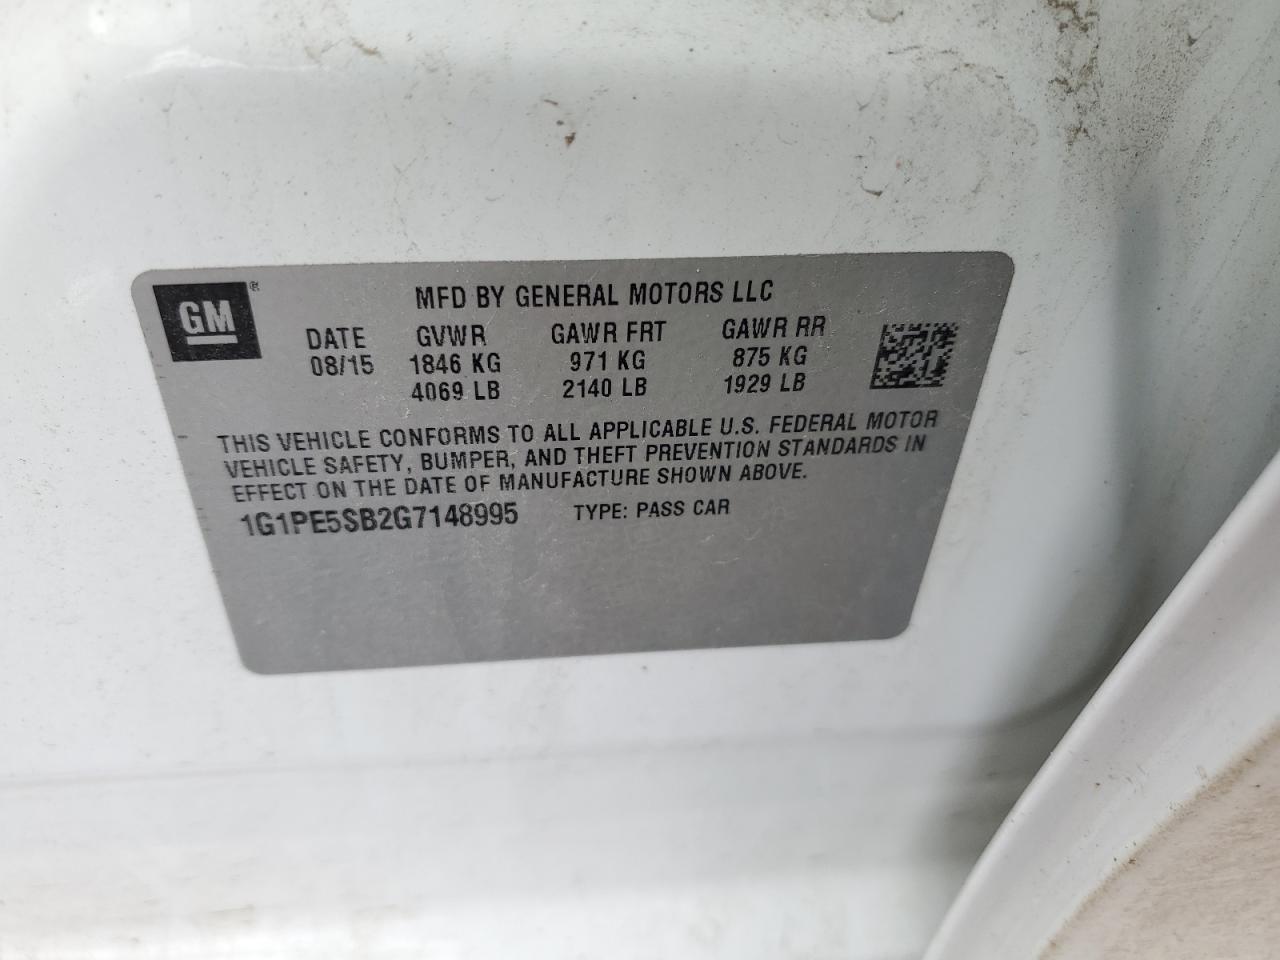 GM®
MFD BY GENERAL MOTORS LLC
DATE GVWR GAWR FRT GAWR RR
08/15 1846 KG 971 KG 875 KG
4069 LB 2140 LB 1929 LB
THIS VEHICLE CONFORMS TO ALL APPLICABLE U.S. FEDERAL MOTOR
VEHICLE SAFETY, BUMPER, AND THEFT PREVENTION STANDARDS IN
EFFECT ON THE DATE OF MANUFACTURE SHOWN ABOVE.
1G1PE5SB2G7148995 TYPE: PASS CAR